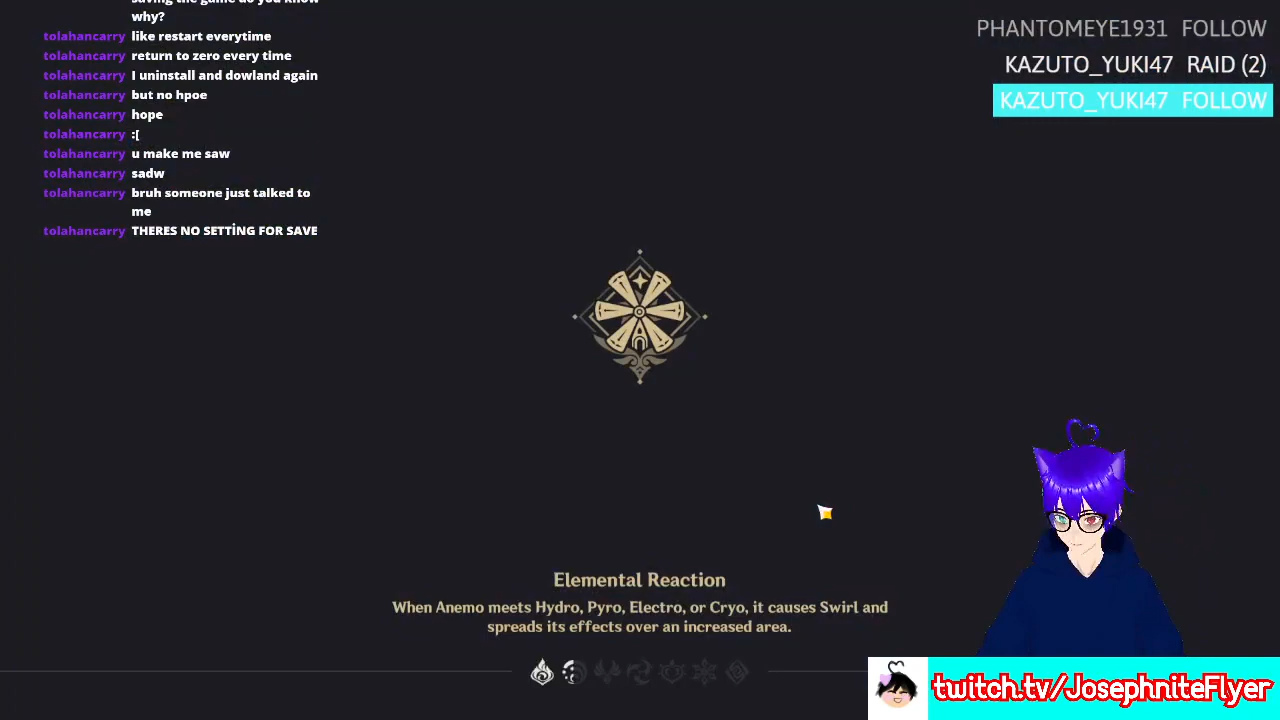 saving the game do you know
why?
tolahancarry like restart everytime
tolahancarry return to zero every time
tolahancarry I uninstall and dowland again
tolahancarry but no hpoe
tolahancarry hope
tolahancarry :[
tolahancarry u make me saw
tolahancarry sadw
tolahancarry bruh someone just talked to
me
tolahancarry THERES NO SETTİNG FOR SAVE
PHANTOMEYE1931 FOLLOW
KAZUTO_YUKI47 RAID (2)
KAZUTO_YUKI47 FOLLOW
Elemental Reaction
When Anemo meets Hydro, Pyro, Electro, or Cryo, it causes Swirl and
spreads its effects over an increased area.
twitch.tv/JosephniteFlyer